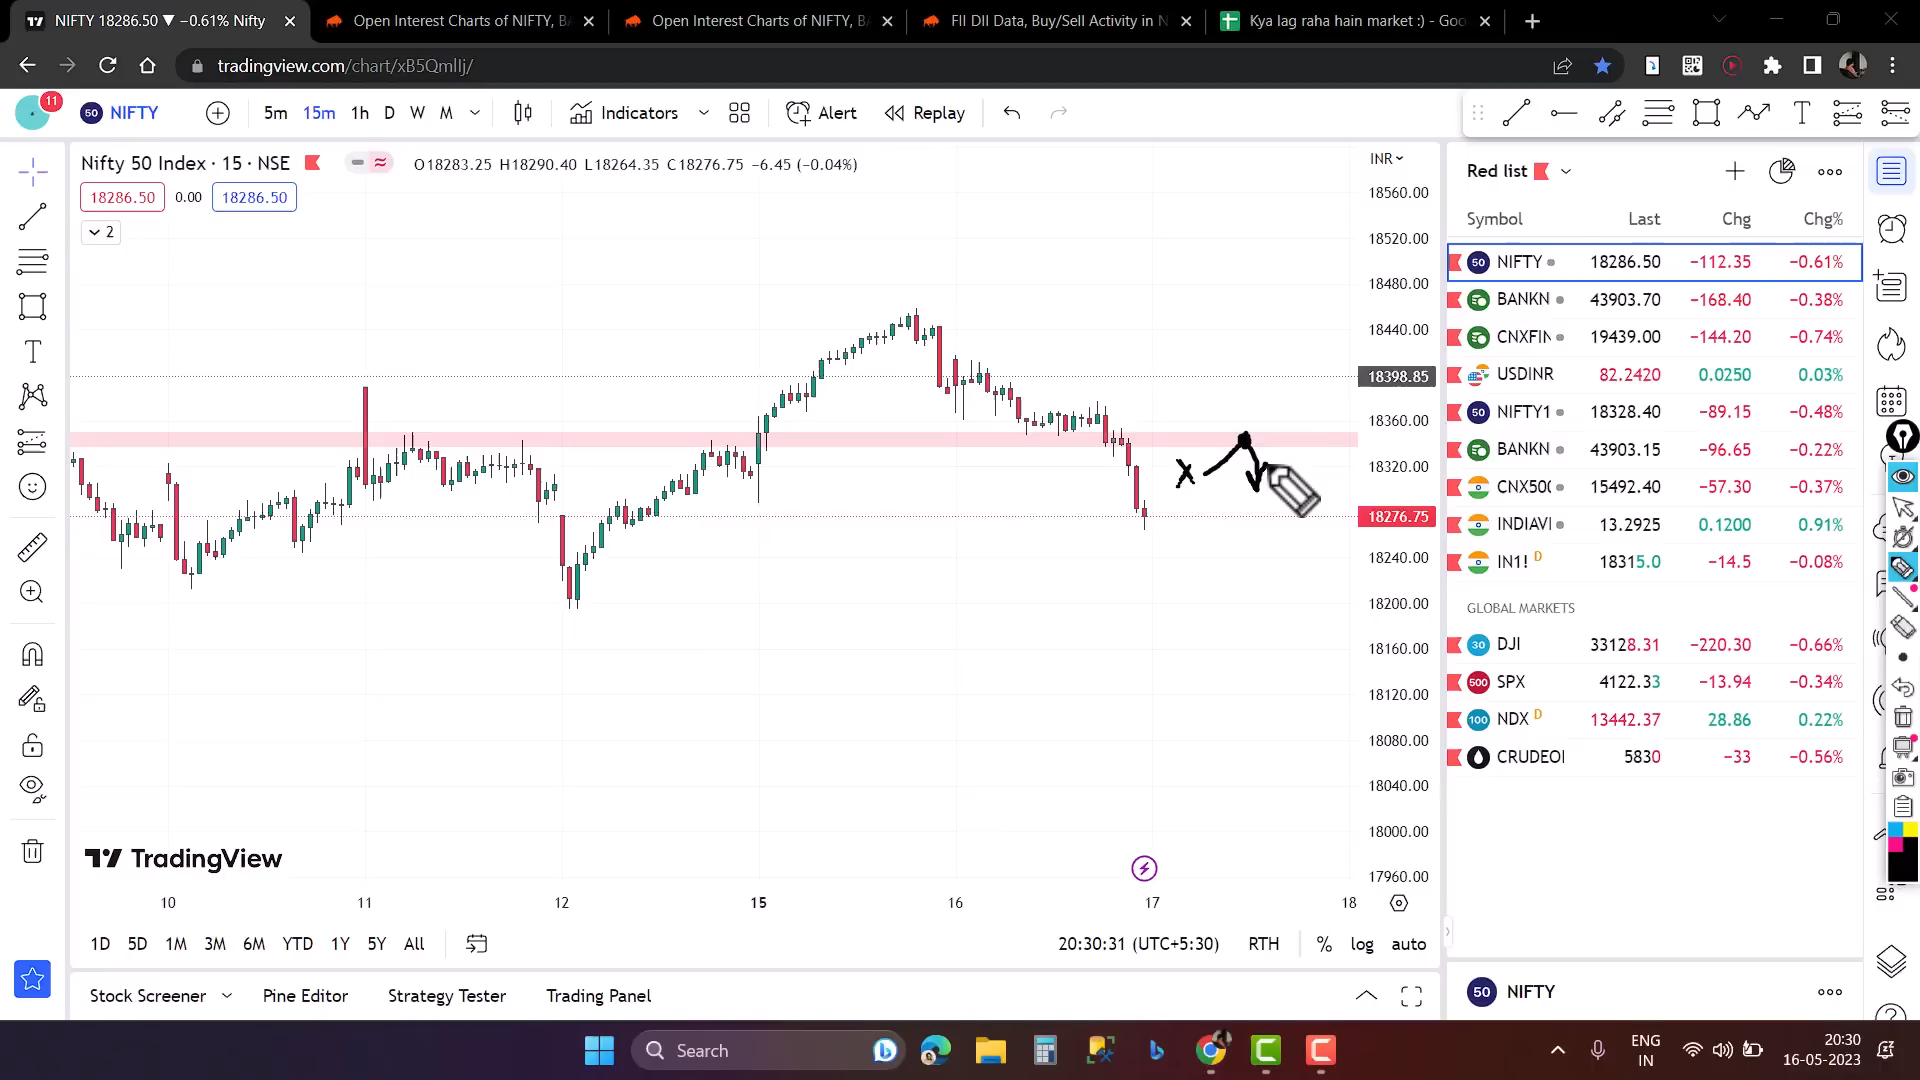 NIFTY 18286.50 ▼ −0.61% Nifty
Open Interest Charts of NIFTY, BA
Open Interest Charts of NIFTY, BA
FII DII Data, Buy/Sell Activity in N
Kya lag raha hain market :) - Goo
tradingview.com/chart/xB5QmlIj/
11
50 NIFTY
5m 15m 1h D W M
Indicators
Alert
Replay
Nifty 50 Index · 15 · NSE
O18283.25 H18290.40 L18264.35 C18276.75 −6.45 (−0.04%)
18286.50 0.00 18286.50
2
INR
18560.00
18520.00
18480.00
18440.00
18398.85
18360.00
18320.00
18276.75
18240.00
18200.00
18160.00
18120.00
18080.00
18040.00
18000.00
17960.00
X
TradingView
10 11 12 15 16 17 18
1D 5D 1M 3M 6M YTD 1Y 5Y All
20:30:31 (UTC+5:30) RTH % log auto
Stock Screener Pine Editor Strategy Tester Trading Panel
Red list
Symbol Last Chg Chg%
50 NIFTY 18286.50 −112.35 −0.61%
BANKN 43903.70 −168.40 −0.38%
CNXFIN 19439.00 −144.20 −0.74%
USDINR 82.2420 0.0250 0.03%
50 NIFTY1 18328.40 −89.15 −0.48%
BANKN 43903.15 −96.65 −0.22%
CNX500 15492.40 −57.30 −0.37%
INDIAVI 13.2925 0.1200 0.91%
IN1! D 18315.0 −14.5 −0.08%
GLOBAL MARKETS
30 DJI 33128.31 −220.30 −0.66%
500 SPX 4122.33 −13.94 −0.34%
100 NDX D 13442.37 28.86 0.22%
CRUDEOI 5830 −33 −0.56%
50 NIFTY
Search
ENG
IN
20:30
16-05-2023